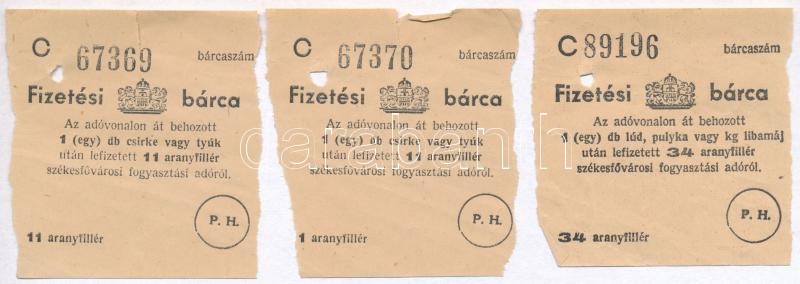 C 67369 bárcaszám
Fizetési bárca
Az adóvonalon át behozott
1 (egy) db csirke vagy tyúk
után lefizetett 11 aranyfillér
székesfővárosi fogyasztási adóról.
P. H.
11 aranyfillér
C 67370 bárcaszám
Fizetési bárca
Az adóvonalon át behozott
1 (egy) db csirke vagy tyúk
után lefizetett 11 aranyfillér
székesfővárosi fogyasztási adóról.
P. H.
1 aranyfillér
C 89196 bárcaszám
Fizetési bárca
Az adóvonalon át behozott
1 (egy) db lúd, pulyka vagy kg libamáj
után lefizetett 34 aranyfillér
székesfővárosi fogyasztási adóról.
P. H.
34 aranyfillér
darabanth.com